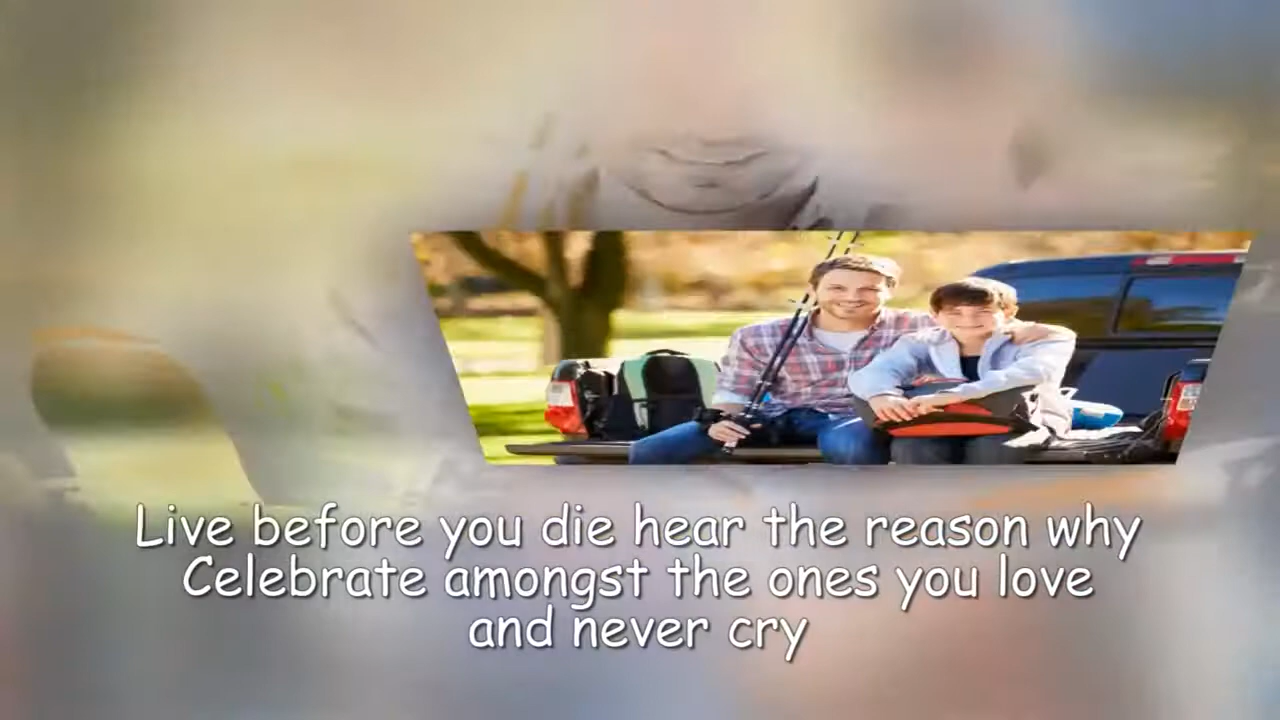 Live before you die hear the reason why
Celebrate amongst the ones you love
and never cry